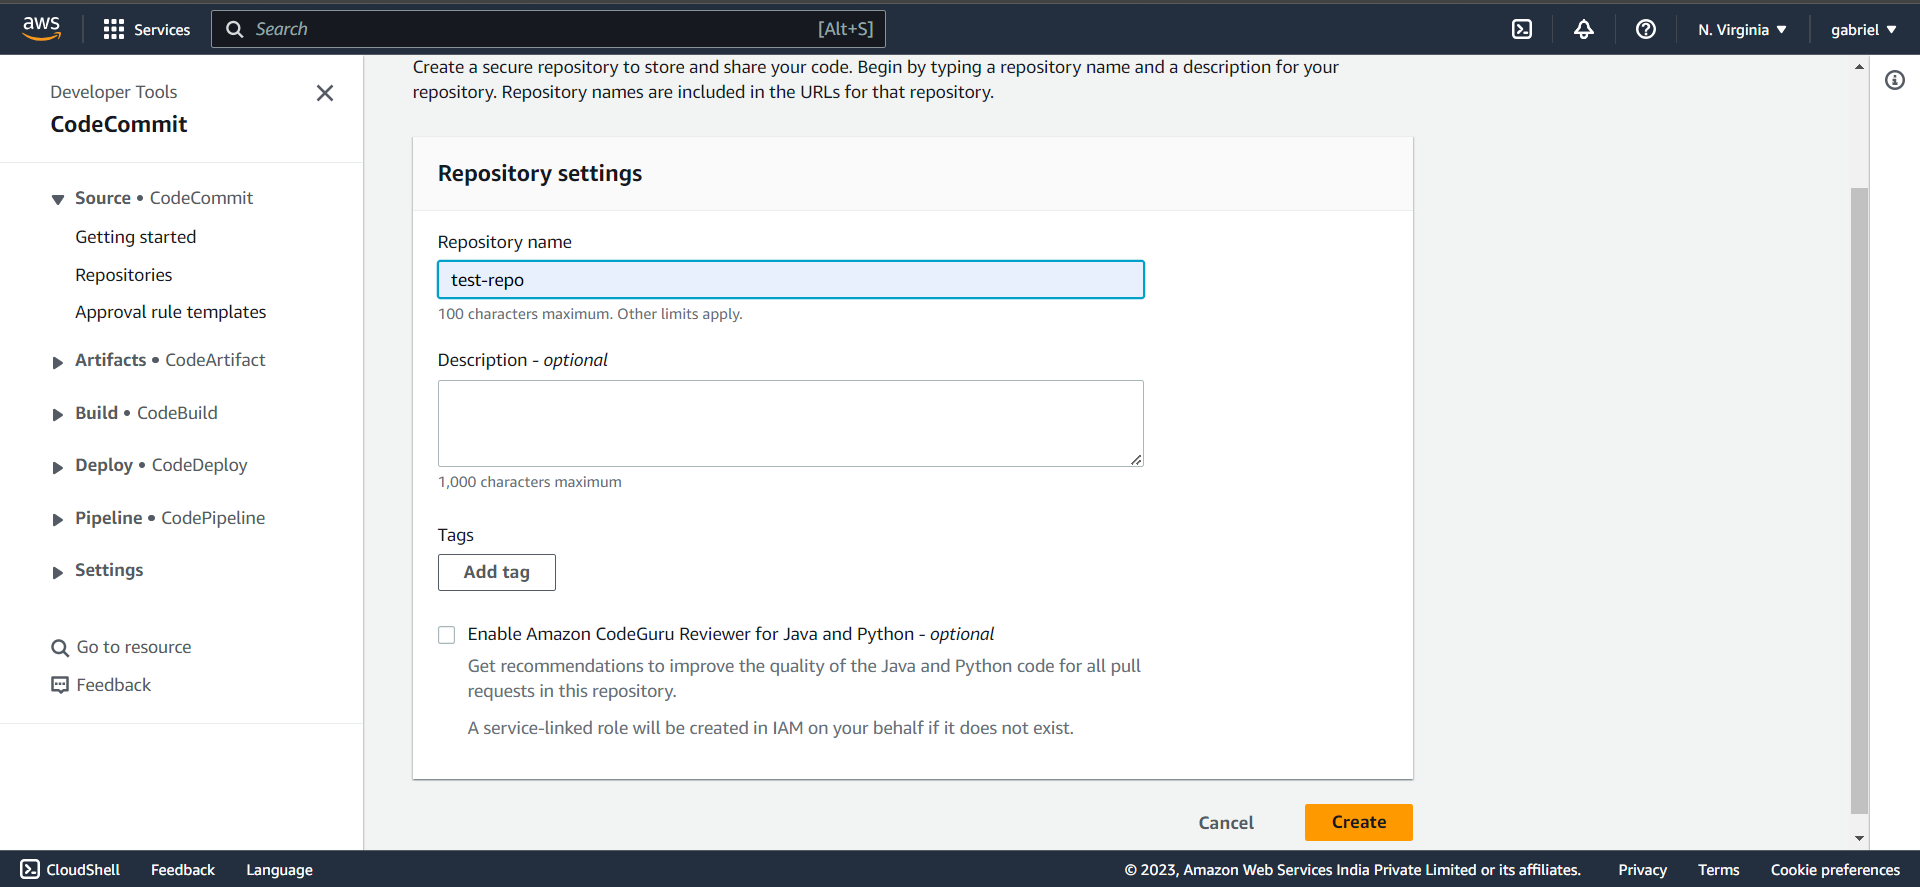 aws
Services
Search
[Alt+S]
N. Virginia
gabriel
Developer Tools
CodeCommit
Source • CodeCommit
Getting started
Repositories
Approval rule templates
Artifacts • CodeArtifact
Build • CodeBuild
Deploy • CodeDeploy
Pipeline • CodePipeline
Settings
Go to resource
Feedback
Create a secure repository to store and share your code. Begin by typing a repository name and a description for your
repository. Repository names are included in the URLs for that repository.
Repository settings
Repository name
test-repo
100 characters maximum. Other limits apply.
Description - optional
1,000 characters maximum
Tags
Add tag
Enable Amazon CodeGuru Reviewer for Java and Python - optional
Get recommendations to improve the quality of the Java and Python code for all pull
requests in this repository.
A service-linked role will be created in IAM on your behalf if it does not exist.
Cancel
Create
CloudShell
Feedback
Language
© 2023, Amazon Web Services India Private Limited or its affiliates.
Privacy
Terms
Cookie preferences